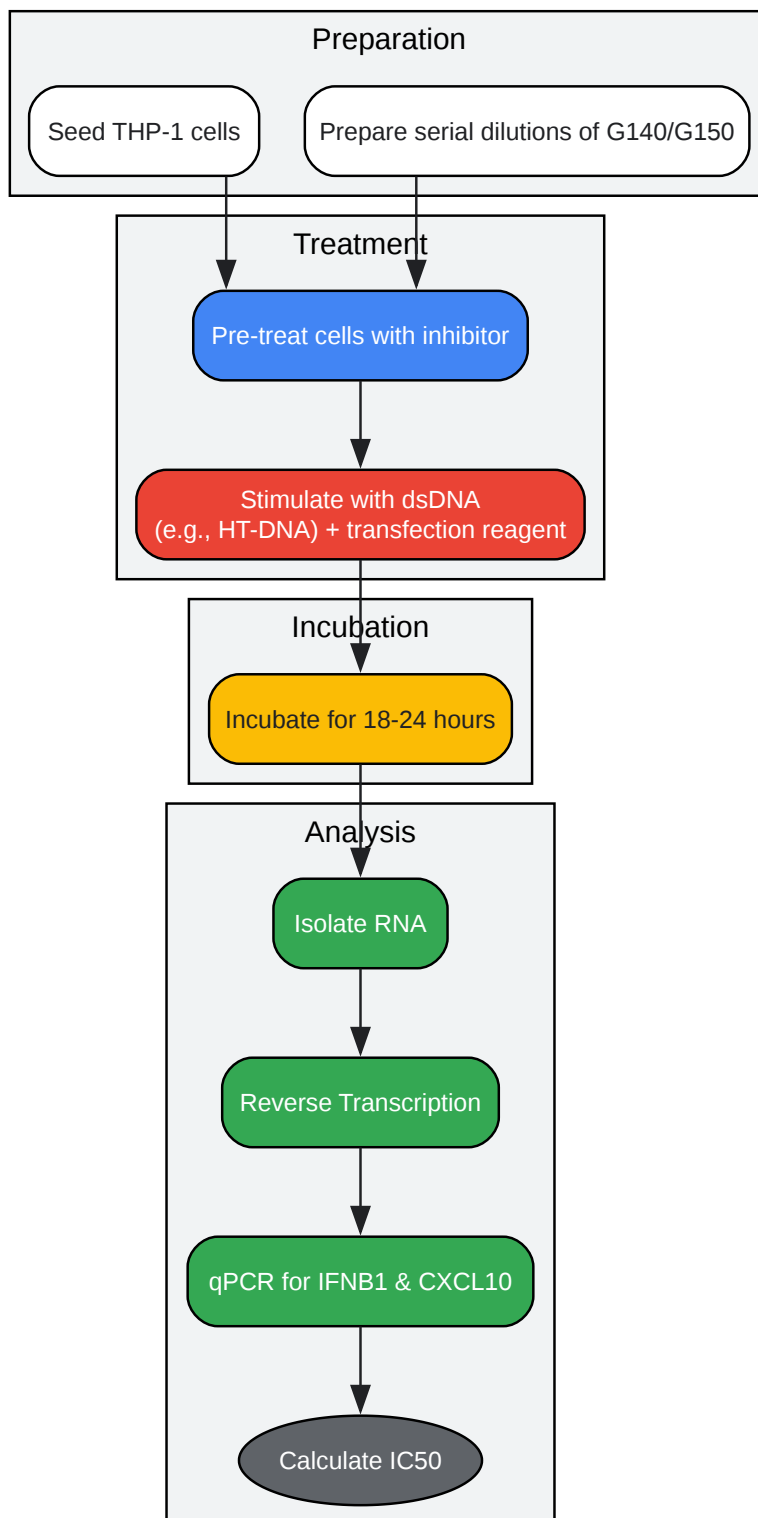 Preparation
Seed THP-1 cells
Prepare serial dilutions of G140/G150
Treatment
Pre-treat cells with inhibitor
Stimulate with dsDNA
(e.g., HT-DNA) + transfection reagent
Incubation
Incubate for 18-24 hours
Analysis
Isolate RNA
Reverse Transcription
qPCR for IFNB1 & CXCL10
Calculate IC50